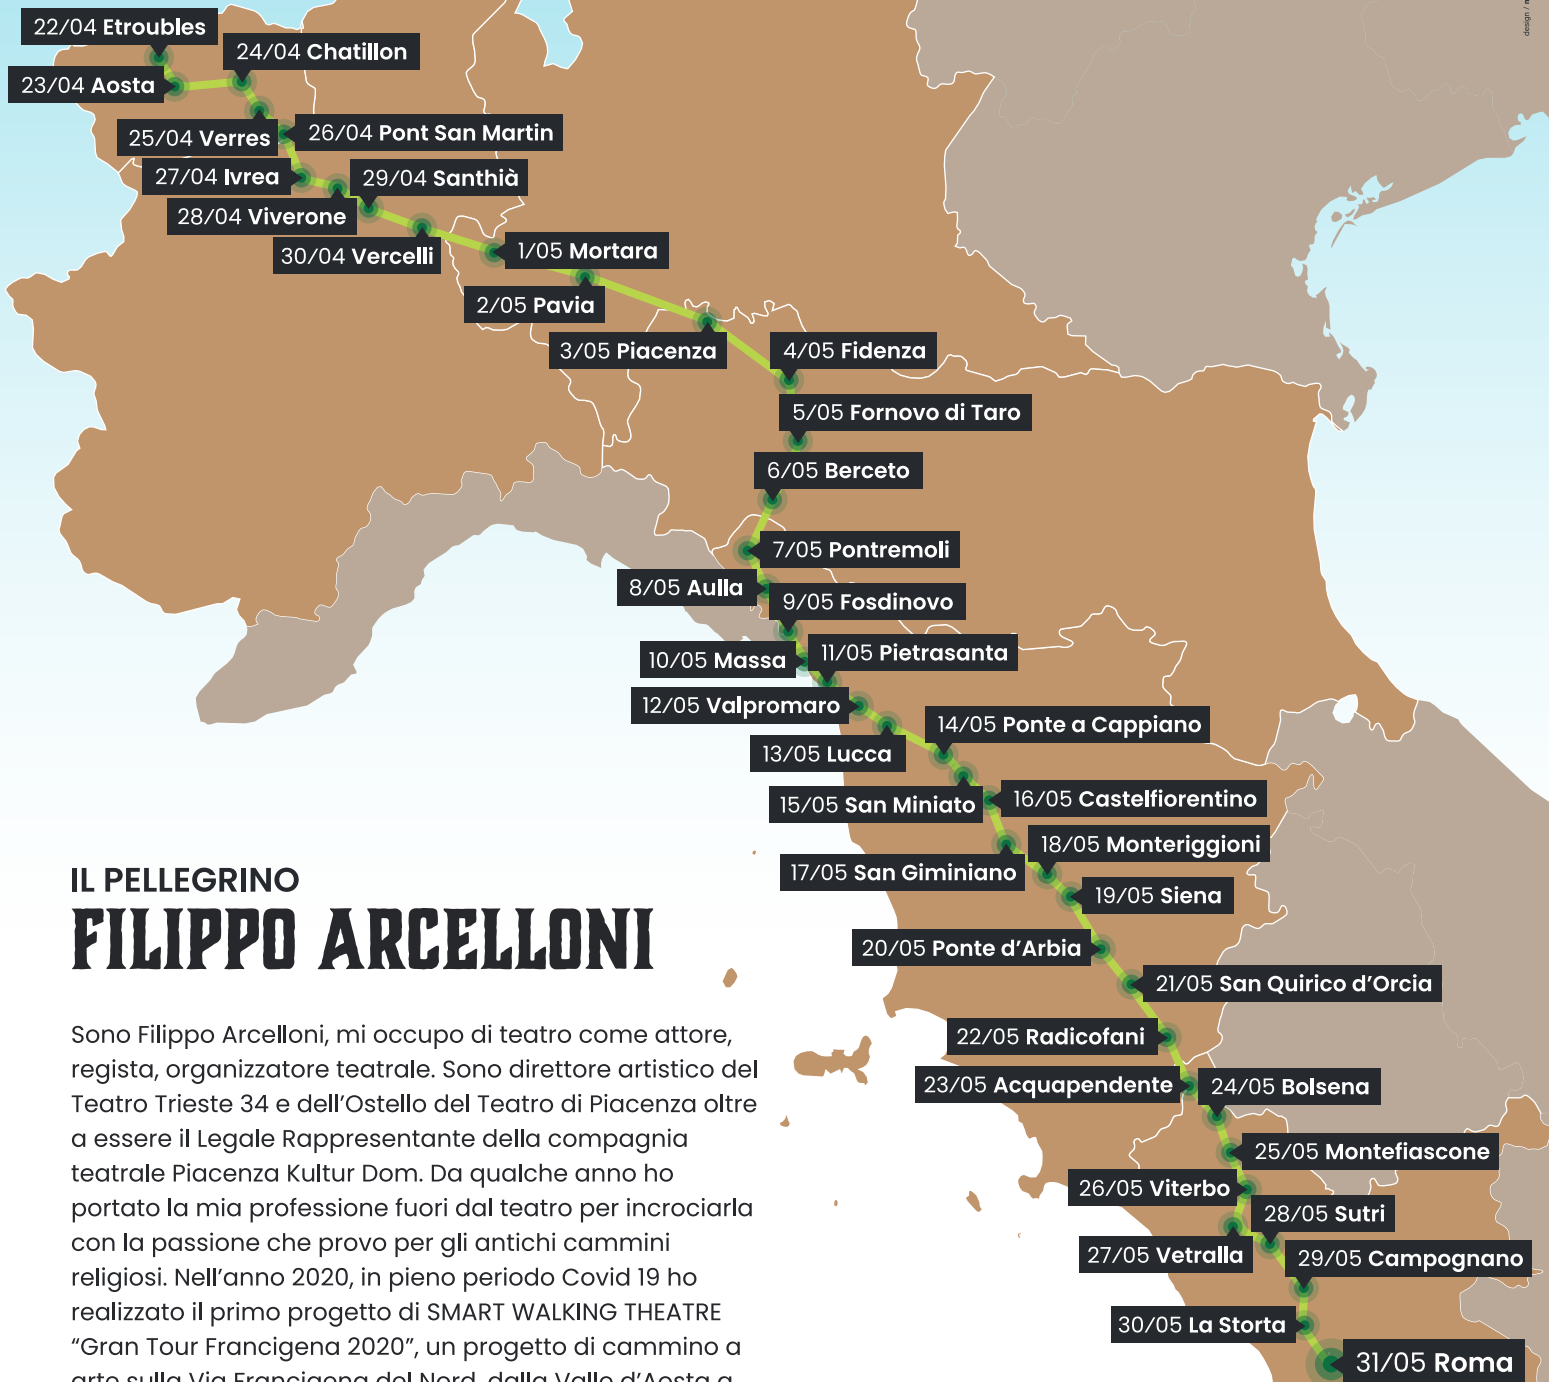 design / 
22/04 Etroubles
24/04 Chatillon
23/04 Aosta
25/04 Verres
26/04 Pont San Martin
27/04 Ivrea
29/04 Santhià
28/04 Viverone
30/04 Vercelli
1/05 Mortara
2/05 Pavia
3/05 Piacenza
4/05 Fidenza
5/05 Fornovo di Taro
6/05 Berceto
7/05 Pontremoli
8/05 Aulla
9/05 Fosdinovo
10/05 Massa
11/05 Pietrasanta
12/05 Valpromaro
14/05 Ponte a Cappiano
13/05 Lucca
15/05 San Miniato
16/05 Castelfiorentino
18/05 Monteriggioni
17/05 San Giminiano
19/05 Siena
20/05 Ponte d’Arbia
21/05 San Quirico d’Orcia
22/05 Radicofani
23/05 Acquapendente
24/05 Bolsena
25/05 Montefiascone
26/05 Viterbo
28/05 Sutri
27/05 Vetralla
29/05 Campognano
30/05 La Storta
31/05 Roma
IL PELLEGRINO
FILIPPO ARCELLONI
Sono Filippo Arcelloni, mi occupo di teatro come attore,
regista, organizzatore teatrale. Sono direttore artistico del
Teatro Trieste 34 e dell’Ostello del Teatro di Piacenza oltre
a essere il Legale Rappresentante della compagnia
teatrale Piacenza Kultur Dom. Da qualche anno ho
portato la mia professione fuori dal teatro per incrociarla
con la passione che provo per gli antichi cammini
religiosi. Nell’anno 2020, in pieno periodo Covid 19 ho
realizzato il primo progetto di SMART WALKING THEATRE
“Gran Tour Francigena 2020”, un progetto di cammino a
arte sulla Via Francigena del Nord, dalla Valle d’Aosta a